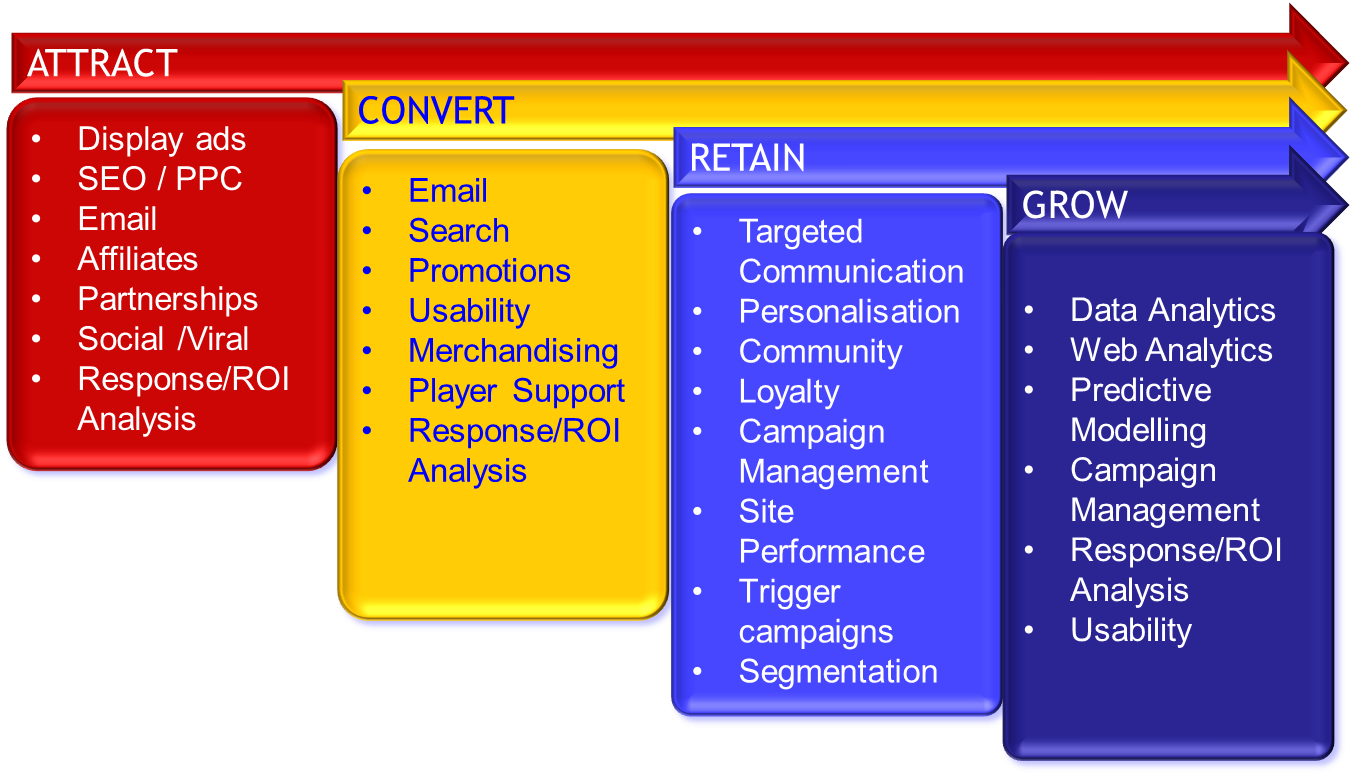 ATTRACT
• Display ads
• SEO / PPC
• Email
• Affiliates
• Partnerships
• Social /Viral
• Response/ROI
Analysis
CONVERT
• Email
• Search
• Promotions
• Usability
• Merchandising
• Player Support
• Response/ROI
Analysis
RETAIN
• Targeted
Communication
• Personalisation
• Community
• Loyalty
• Campaign
Management
• Site
Performance
• Trigger
campaigns
• Segmentation
GROW
• Data Analytics
• Web Analytics
• Predictive
Modelling
• Campaign
Management
• Response/ROI
Analysis
• Usability